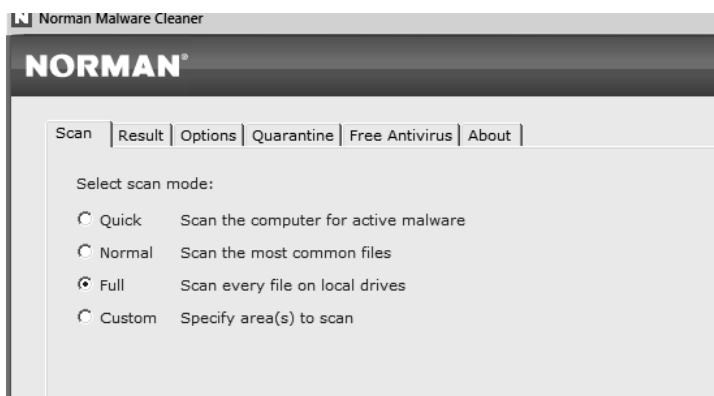 N Norman Malware Cleaner
NORMAN®
Scan Result Options Quarantine Free Antivirus About
Select scan mode:
Quick Scan the computer for active malware
Normal Scan the most common files
Full Scan every file on local drives
Custom Specify area(s) to scan